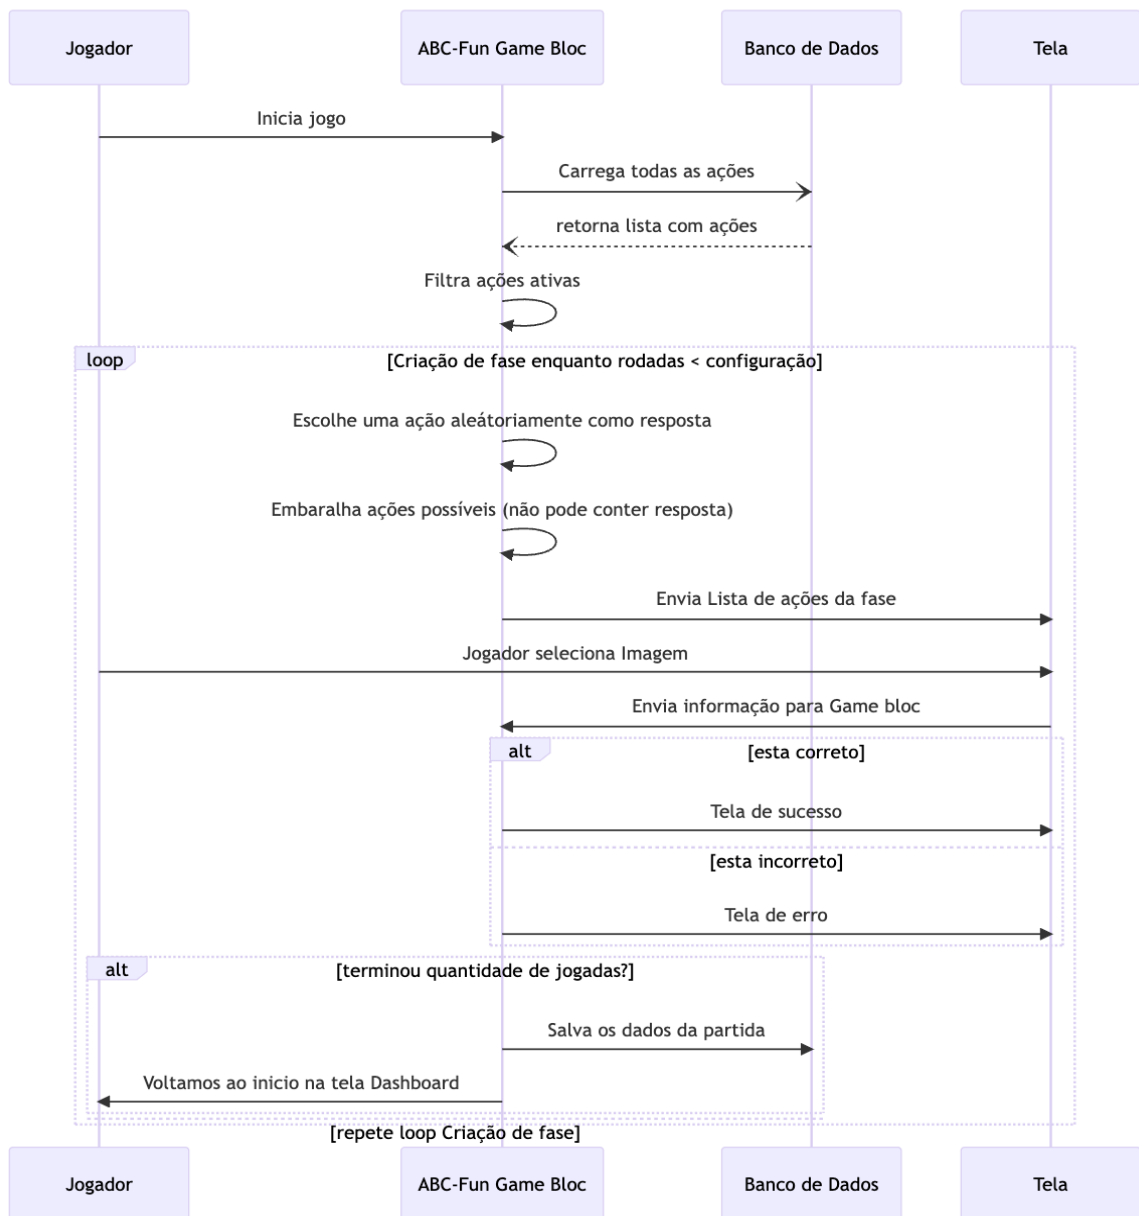 Jogador
ABC-Fun Game Bloc
Banco de Dados
Tela
Inicia jogo
Carrega todas as ações
retorna lista com ações
Filtra ações ativas
loop
[Criação de fase enquanto rodadas < configuração]
Escolhe uma ação aleátoriamente como resposta
Embaralha ações possíveis (não pode conter resposta)
Envia Lista de ações da fase
Jogador seleciona Imagem
Envia informação para Game bloc
alt
[esta correto]
Tela de sucesso
[esta incorreto]
Tela de erro
alt
[terminou quantidade de jogadas?]
Salva os dados da partida
Voltamos ao inicio na tela Dashboard
[repete loop Criação de fase]
Jogador
ABC-Fun Game Bloc
Banco de Dados
Tela